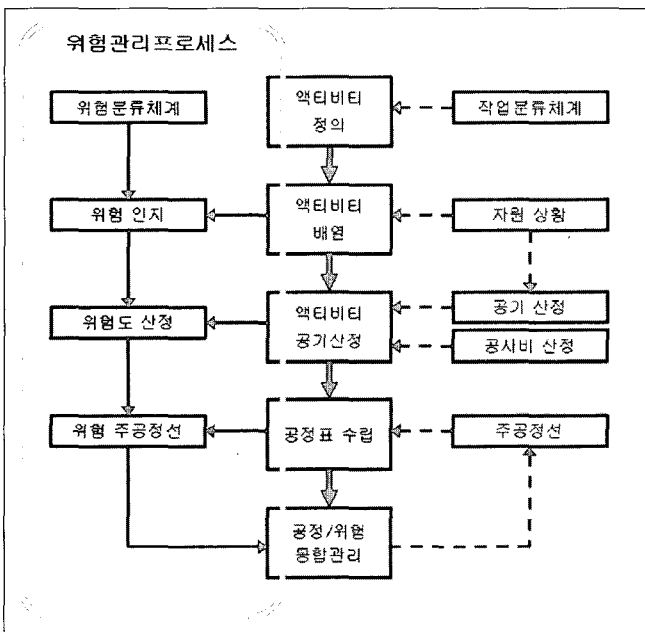 위험관리프로세스
위험분류체계
액티비티
정의
작업분류체계
위험 인지
액티비티
배열
자원 상황
위험도 산정
액티비티
공기산정
공기 산정
공사비 산정
위험 주공정선
공정표 수립
주공정선
공정/위험
통합관리